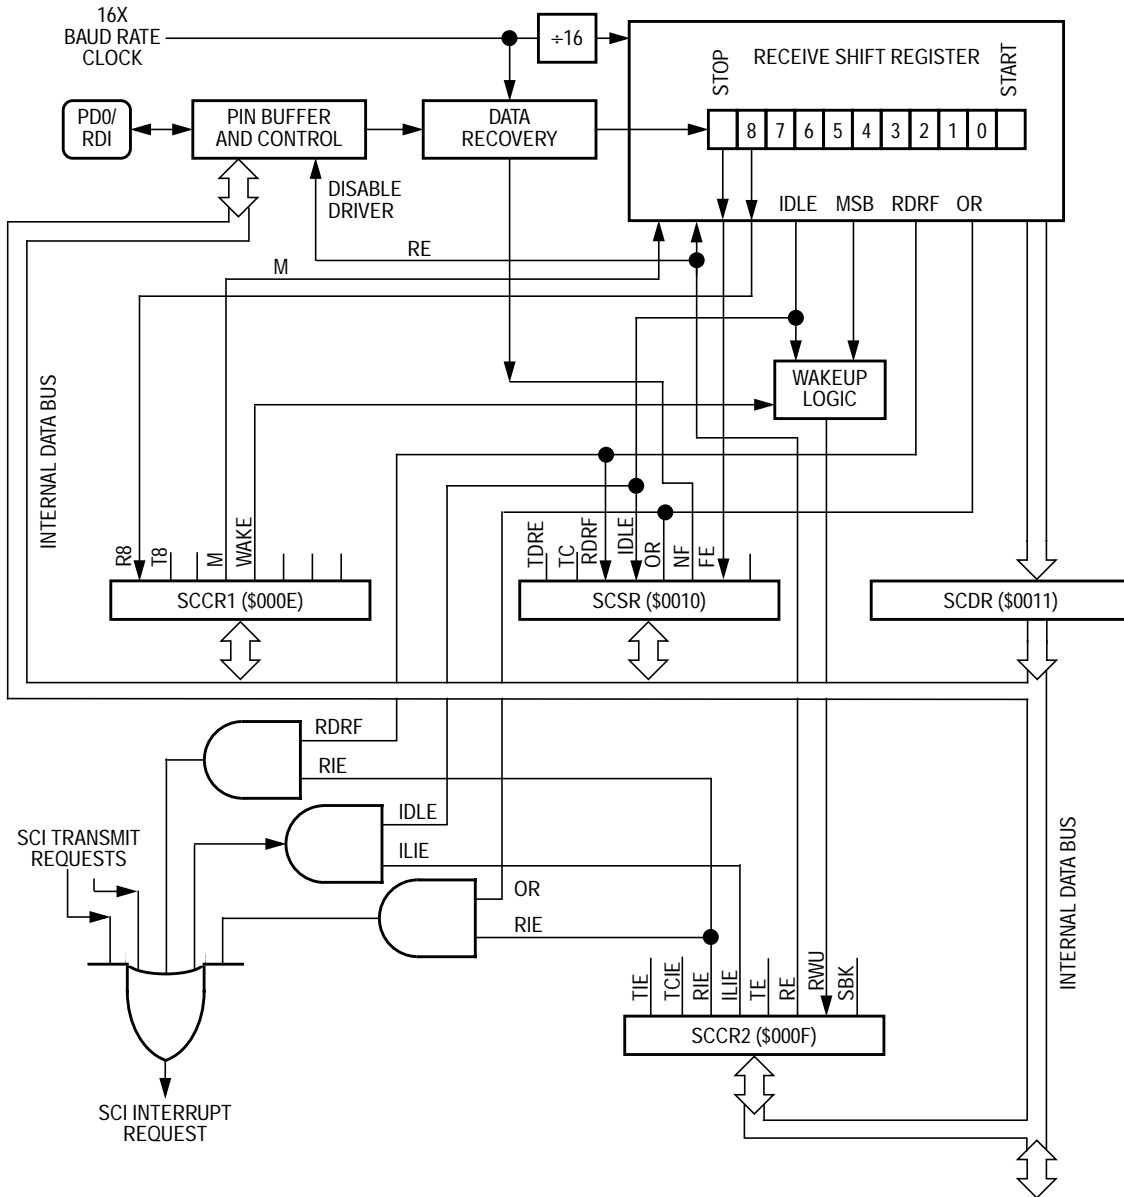 16X
BAUD RATE
CLOCK
÷16
RECEIVE SHIFT REGISTER
STOP
START
PD0/
RDI
PIN BUFFER
AND CONTROL
DATA
RECOVERY
8 7 6 5 4 3 2 1 0
DISABLE
DRIVER
IDLE MSB RDRF OR
RE
M
WAKEUP
LOGIC
INTERNAL DATA BUS
R8 T8 M WAKE
TDRE TC RDRF IDLE OR NF FE
SCCR1 ($000E)
SCSR ($0010)
SCDR ($0011)
RDRF
RIE
IDLE
ILIE
SCI TRANSMIT
REQUESTS
OR
RIE
INTERNAL DATA BUS
TIE TCIE RIE ILIE TE RE RWU SBK
SCCR2 ($000F)
SCI INTERRUPT
REQUEST